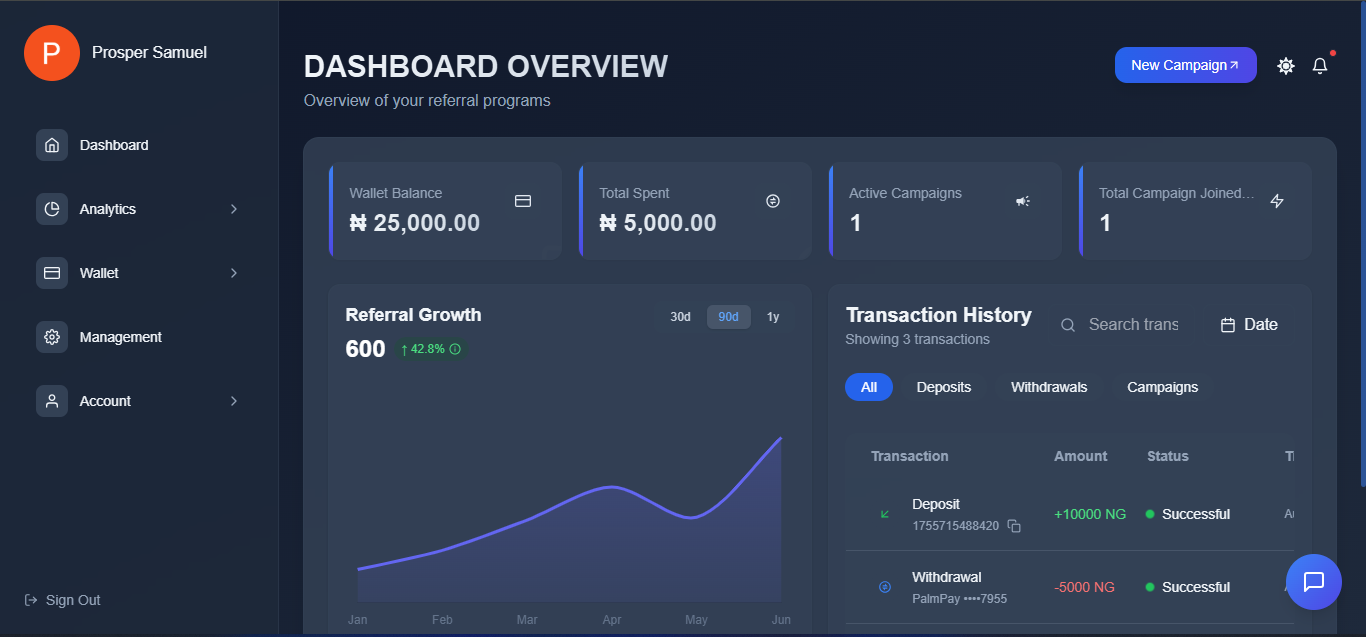 P
Prosper Samuel
Dashboard
Analytics
Wallet
Management
Account
Sign Out
DASHBOARD OVERVIEW
Overview of your referral programs
New Campaign
Wallet Balance
₦ 25,000.00
Total Spent
₦ 5,000.00
Active Campaigns
1
Total Campaign Joined...
1
Referral Growth
30d 90d 1y
600 ↑ 42.8%
Jan Feb Mar Apr May Jun
Transaction History
Showing 3 transactions
Search trans
Date
All Deposits Withdrawals Campaigns
Transaction Amount Status
Deposit
1755715488420
+10000 NG
Successful
Withdrawal
PalmPay ••••7955
-5000 NG
Successful